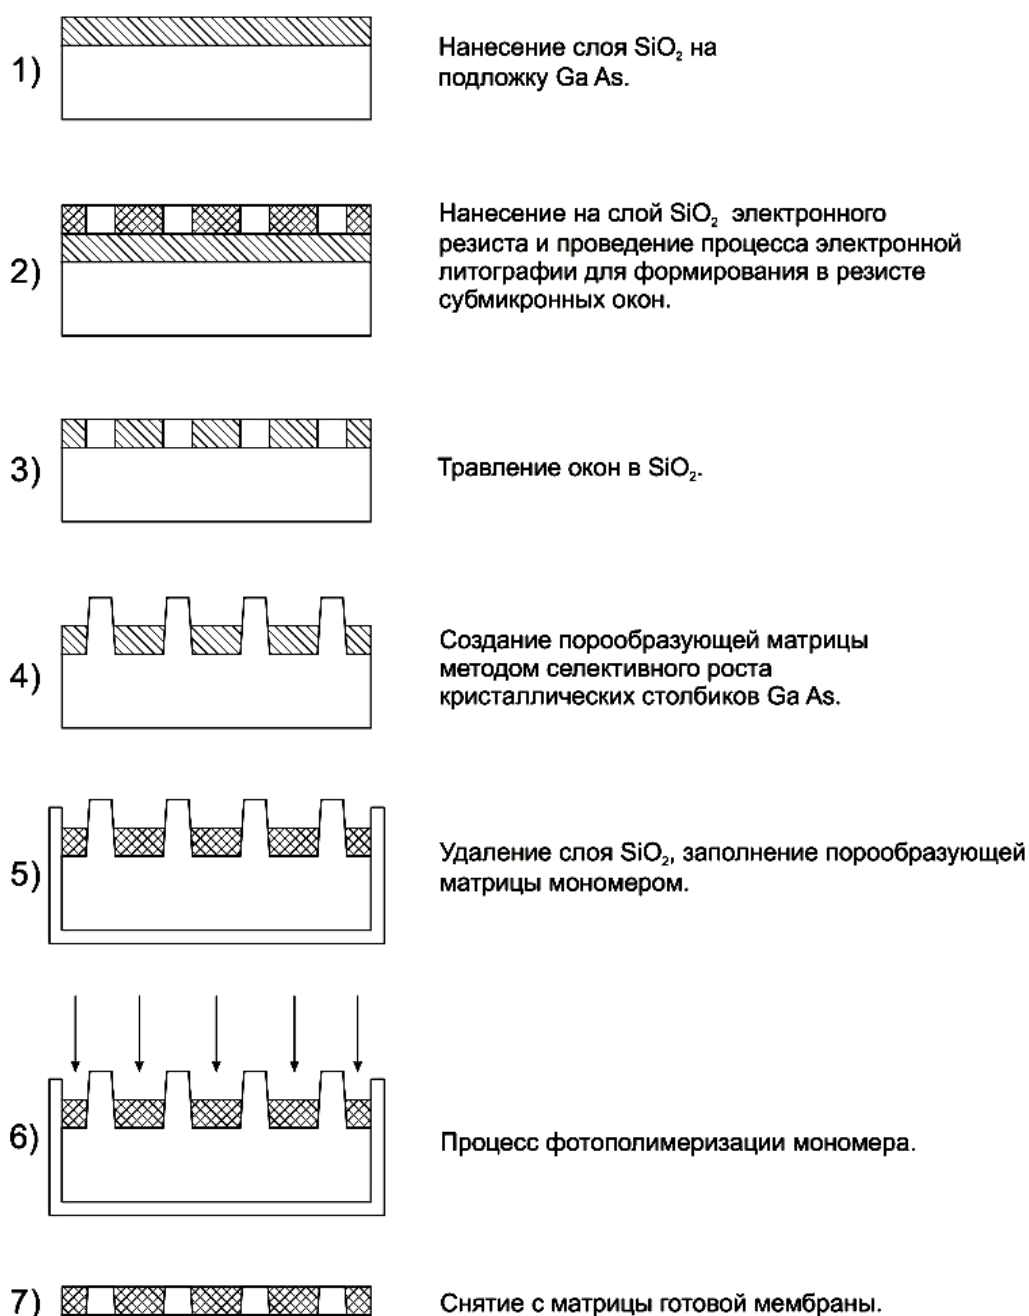 1)
Нанесение слоя SiO₂ на
подложку Ga As.
2)
Нанесение на слой SiO₂ электронного
резиста и проведение процесса электронной
литографии для формирования в резисте
субмикронных окон.
3)
Травление окон в SiO₂.
4)
Создание порообразующей матрицы
методом селективного роста
кристаллических столбиков Ga As.
5)
Удаление слоя SiO₂, заполнение порообразующей
матрицы мономером.
6)
Процесс фотополимеризации мономера.
7)
Снятие с матрицы готовой мембраны.